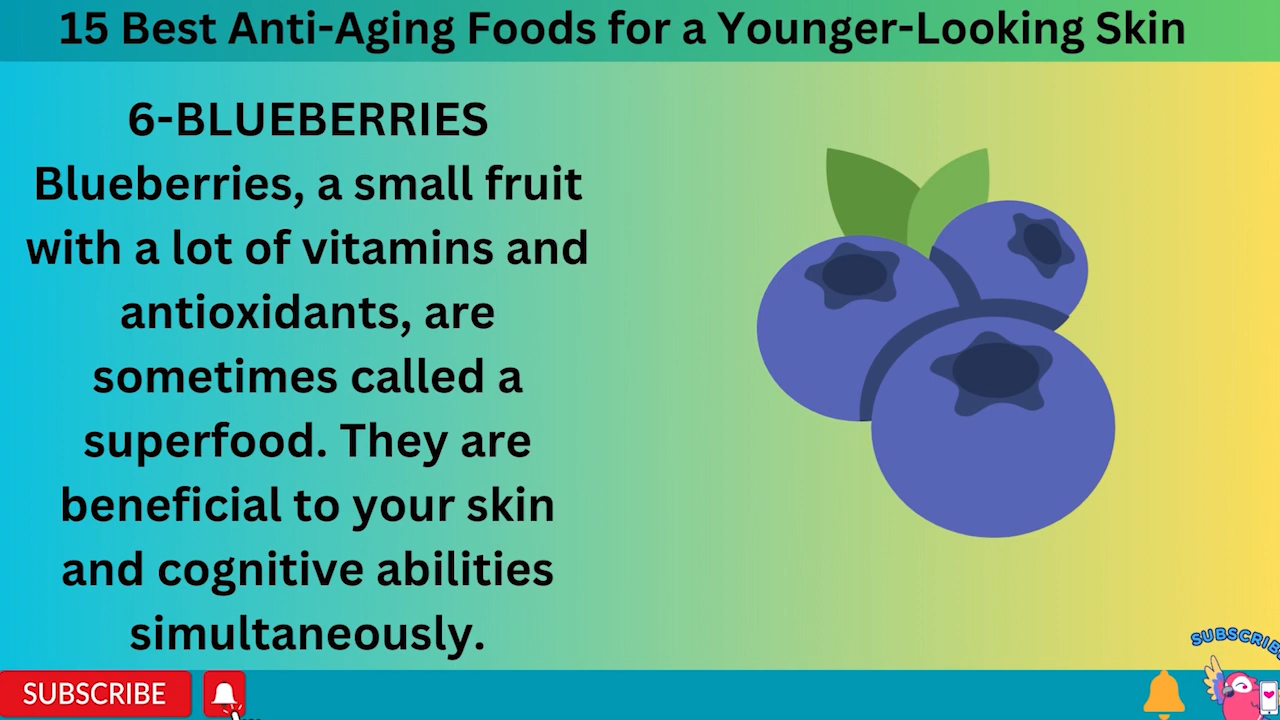 15 Best Anti-Aging Foods for a Younger-Looking Skin
6-BLUEBERRIES
Blueberries, a small fruit
with a lot of vitamins and
antioxidants, are
sometimes called a
superfood. They are
beneficial to your skin
and cognitive abilities
simultaneously.
SUBSCRIBE
SUBSCRIBE